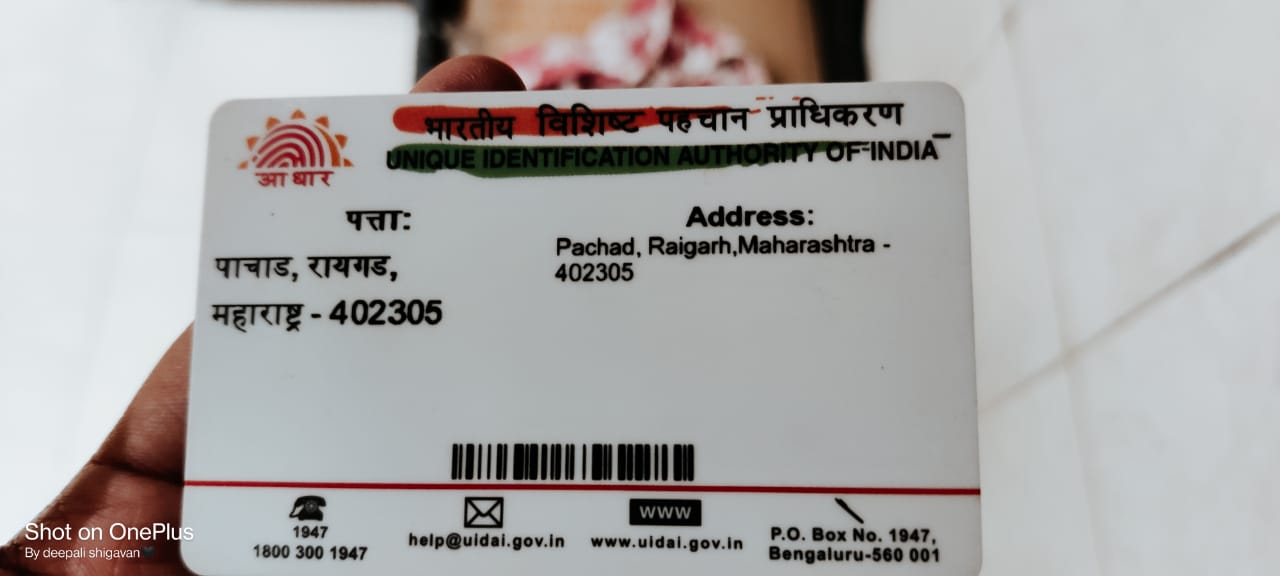 भारतीय विशिष्ट पहचान प्राधिकरण
UNIQUE IDENTIFICATION AUTHORITY OF INDIA
आधार
पत्ता:
पाचाड, रायगड,
महाराष्ट्र - 402305
Address:
Pachad, Raigarh,Maharashtra -
402305
1947
1800 300 1947
help@uidai.gov.in
www
www.uidai.gov.in
P.O. Box No. 1947,
Bengaluru-560 001
Shot on OnePlus
By deepali shigavan